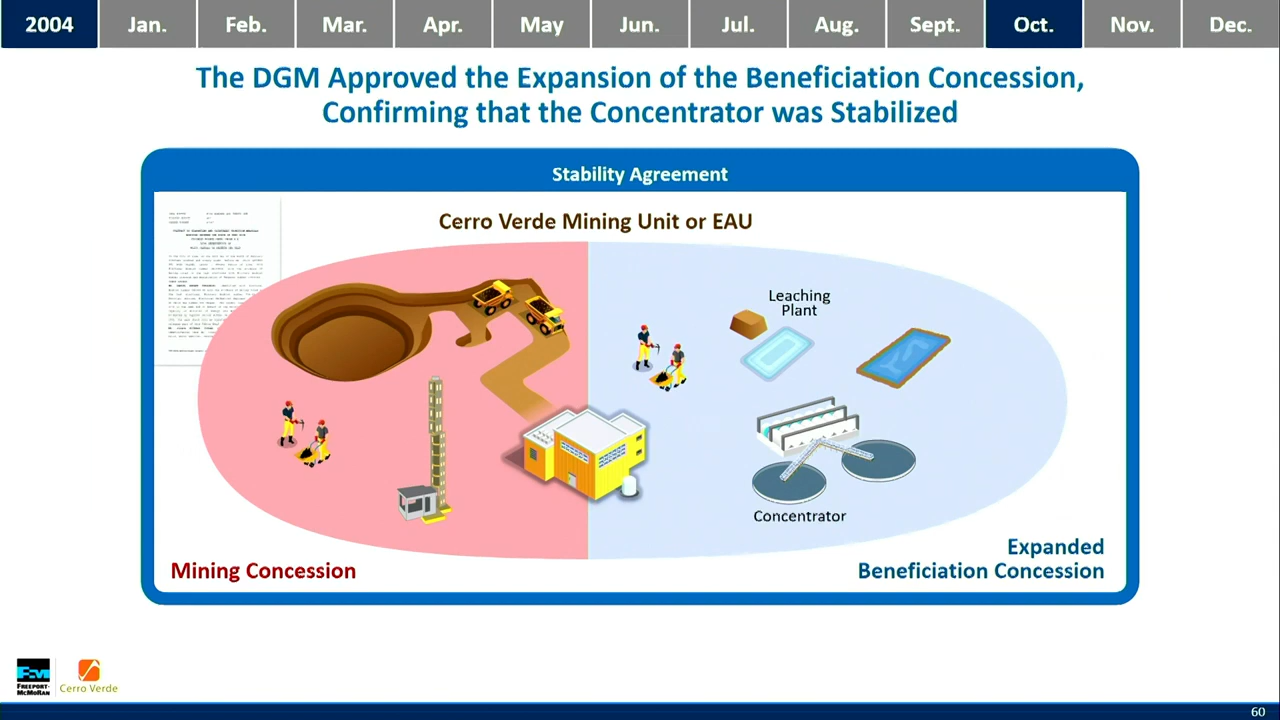 2004 Jan. Feb. Mar. Apr. May Jun. Jul. Aug. Sept. Oct. Nov. Dec.
The DGM Approved the Expansion of the Beneficiation Concession,
Confirming that the Concentrator was Stabilized
Stability Agreement
Cerro Verde Mining Unit or EAU
Leaching
Plant
Concentrator
Mining Concession
Expanded
Beneficiation Concession
FREEPORT-
McMoRAN
Cerro Verde
60